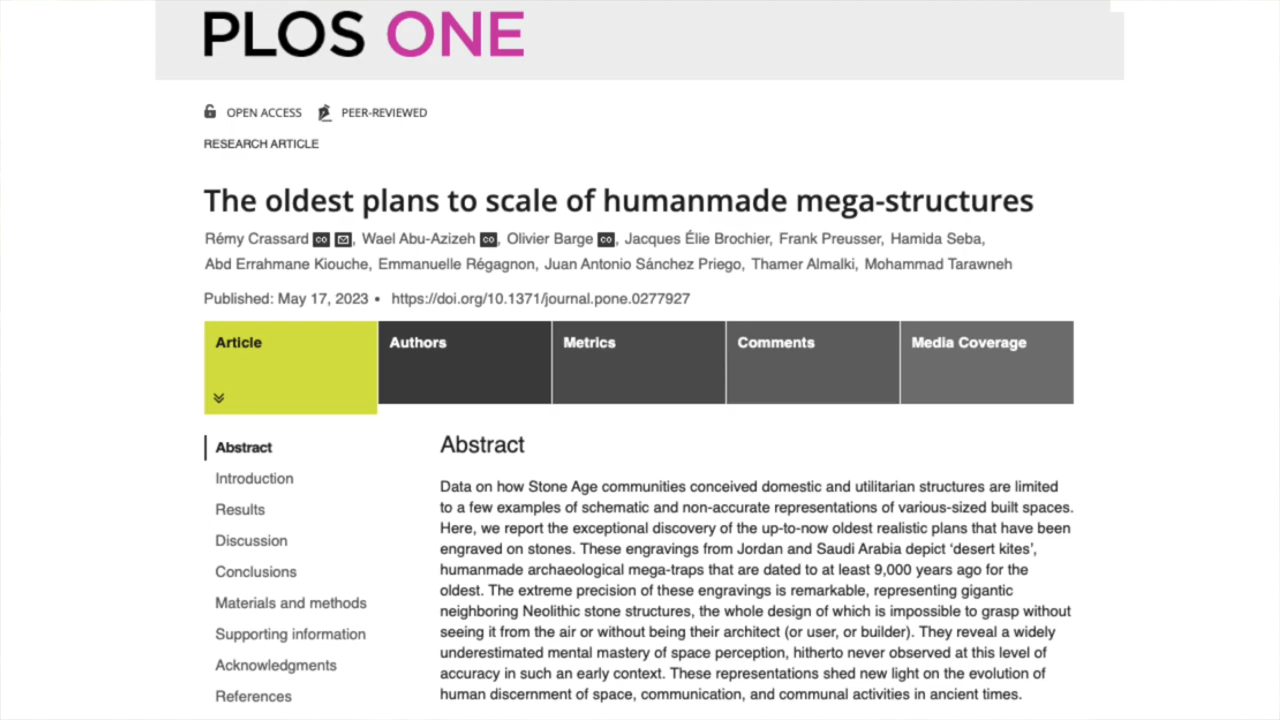 PLOS ONE
OPEN ACCESS PEER-REVIEWED
RESEARCH ARTICLE
The oldest plans to scale of humanmade mega-structures
Rémy Crassard, Wael Abu-Azizeh, Olivier Barge, Jacques Élie Brochier, Frank Preusser, Hamida Seba,
Abd Errahmane Kiouche, Emmanuelle Régagnon, Juan Antonio Sánchez Priego, Thamer Almalki, Mohammad Tarawneh
Published: May 17, 2023 • https://doi.org/10.1371/journal.pone.0277927
Article Authors Metrics Comments Media Coverage
Abstract
Introduction
Results
Discussion
Conclusions
Materials and methods
Supporting information
Acknowledgments
References
Abstract
Data on how Stone Age communities conceived domestic and utilitarian structures are limited
to a few examples of schematic and non-accurate representations of various-sized built spaces.
Here, we report the exceptional discovery of the up-to-now oldest realistic plans that have been
engraved on stones. These engravings from Jordan and Saudi Arabia depict ‘desert kites’,
humanmade archaeological mega-traps that are dated to at least 9,000 years ago for the
oldest. The extreme precision of these engravings is remarkable, representing gigantic
neighboring Neolithic stone structures, the whole design of which is impossible to grasp without
seeing it from the air or without being their architect (or user, or builder). They reveal a widely
underestimated mental mastery of space perception, hitherto never observed at this level of
accuracy in such an early context. These representations shed new light on the evolution of
human discernment of space, communication, and communal activities in ancient times.